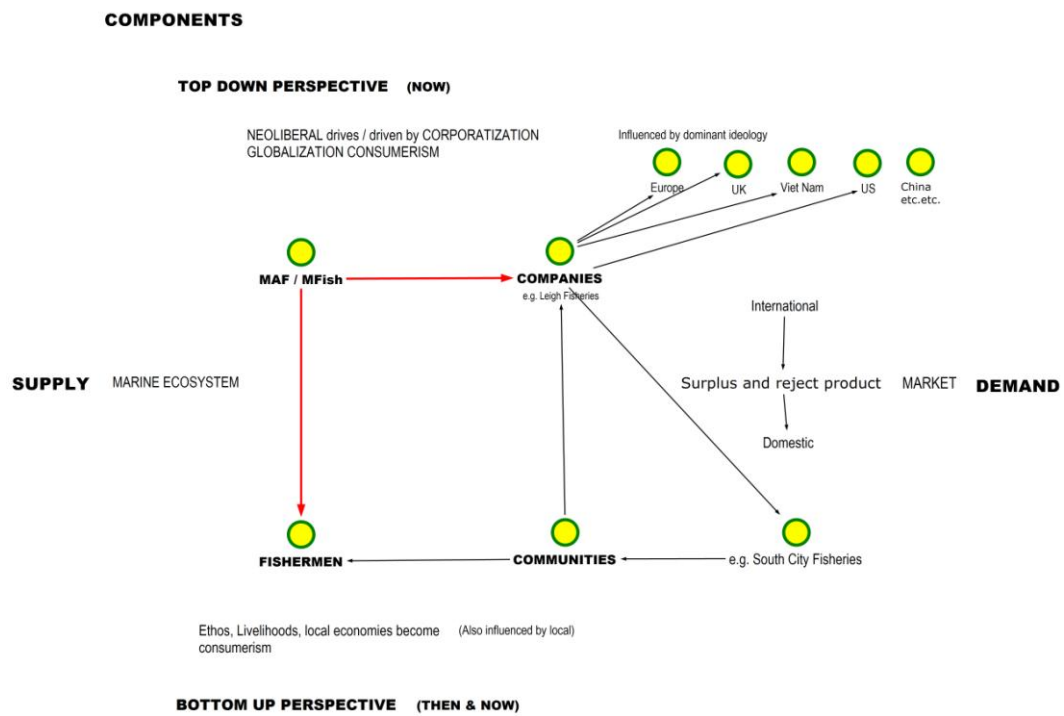 COMPONENTS
TOP DOWN PERSPECTIVE (NOW)
NEOLIBERAL drives / driven by CORPORATIZATION
GLOBALIZATION CONSUMERISM
Influenced by dominant ideology
Europe
UK
Viet Nam
US
China
etc.etc.
MAF / MFish
COMPANIES
e.g. Leigh Fisheries
International
SUPPLY
MARINE ECOSYSTEM
Surplus and reject product
MARKET
DEMAND
Domestic
FISHERMEN
COMMUNITIES
e.g. South City Fisheries
Ethos, Livelihoods, local economies become
consumerism
(Also influenced by local)
BOTTOM UP PERSPECTIVE (THEN & NOW)